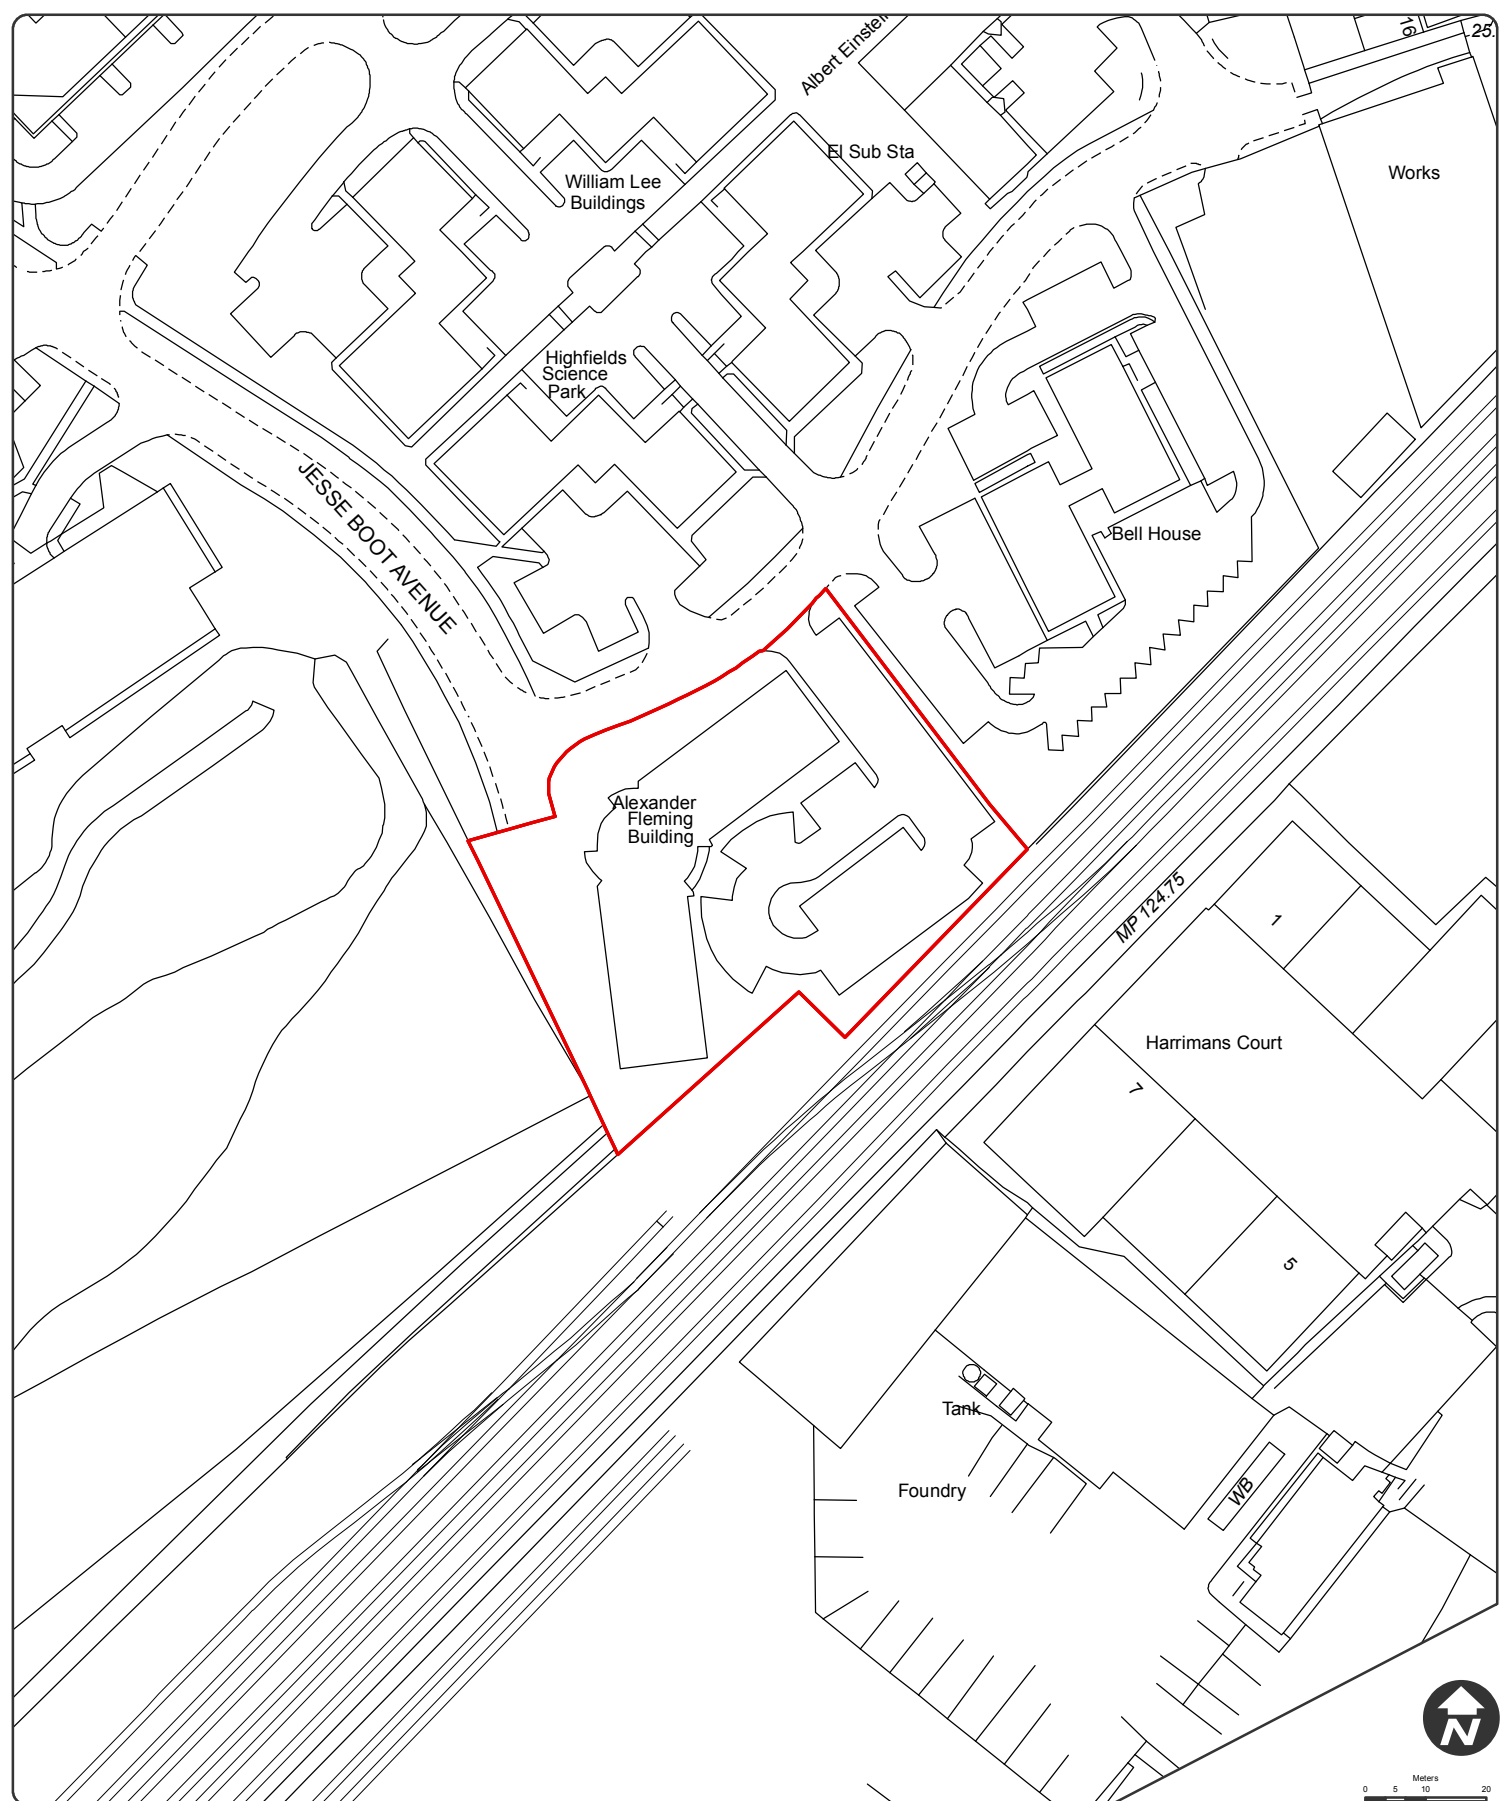 16
25.
Albert Einstein
El Sub Sta
Works
William Lee
Buildings
Highfields
Science
Park
JESSE BOOT AVENUE
Bell House
Alexander
Fleming
Building
MP 124.75
1
Harrimans Court
7
5
Tank
Foundry
WB
N
Meters
0 5 10 20